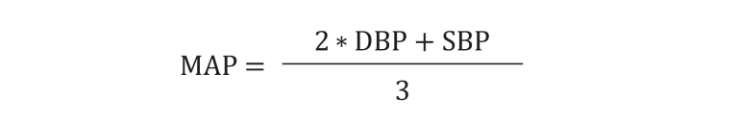 2 * DBP + SBP
MAP =
3